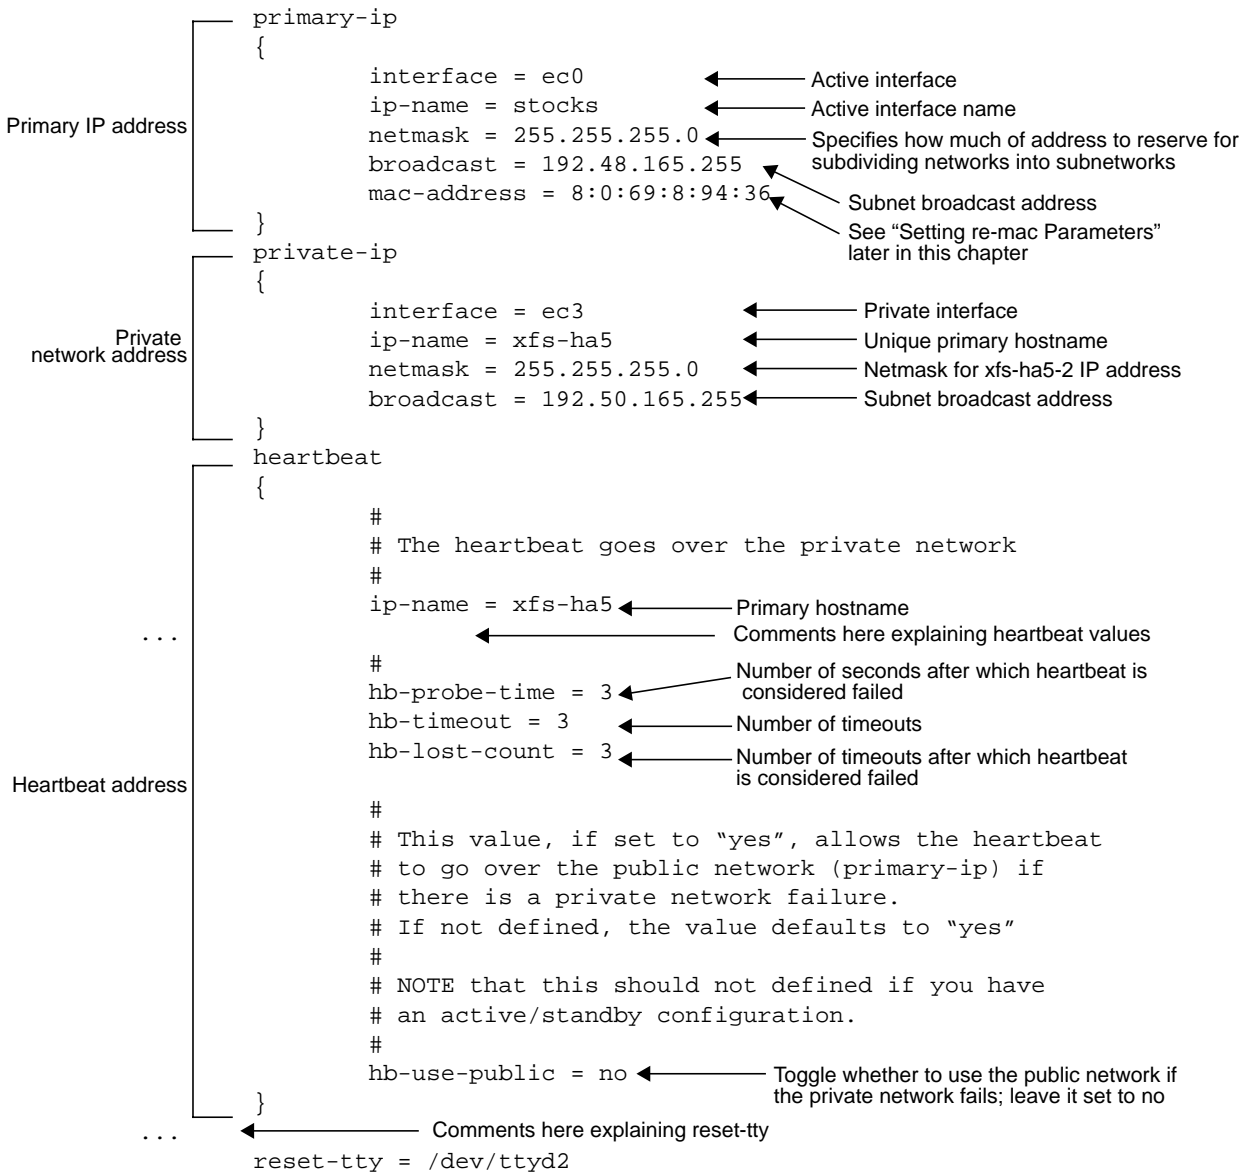 primary-ip
{
interface = ec0
Active interface
ip-name = stocks
Active interface name
Primary IP address
netmask = 255.255.255.0
Specifies how much of address to reserve for
subdividing networks into subnetworks
broadcast = 192.48.165.255
Subnet broadcast address
mac-address = 8:0:69:8:94:36
See “Setting re-mac Parameters”
later in this chapter
}
private-ip
{
interface = ec3
Private interface
Private
network address
ip-name = xfs-ha5
Unique primary hostname
netmask = 255.255.255.0
Netmask for xfs-ha5-2 IP address
broadcast = 192.50.165.255
Subnet broadcast address
}
heartbeat
{
#
# The heartbeat goes over the private network
#
ip-name = xfs-ha5
Primary hostname
...
Comments here explaining heartbeat values
#
hb-probe-time = 3
Number of seconds after which heartbeat is
considered failed
hb-timeout = 3
Number of timeouts
hb-lost-count = 3
Number of timeouts after which heartbeat
is considered failed
Heartbeat address
#
# This value, if set to “yes”, allows the heartbeat
# to go over the public network (primary-ip) if
# there is a private network failure.
# If not defined, the value defaults to “yes”
#
# NOTE that this should not defined if you have
# an active/standby configuration.
#
hb-use-public = no
Toggle whether to use the public network if
the private network fails; leave it set to no
}
...
Comments here explaining reset-tty
reset-tty = /dev/ttyd2